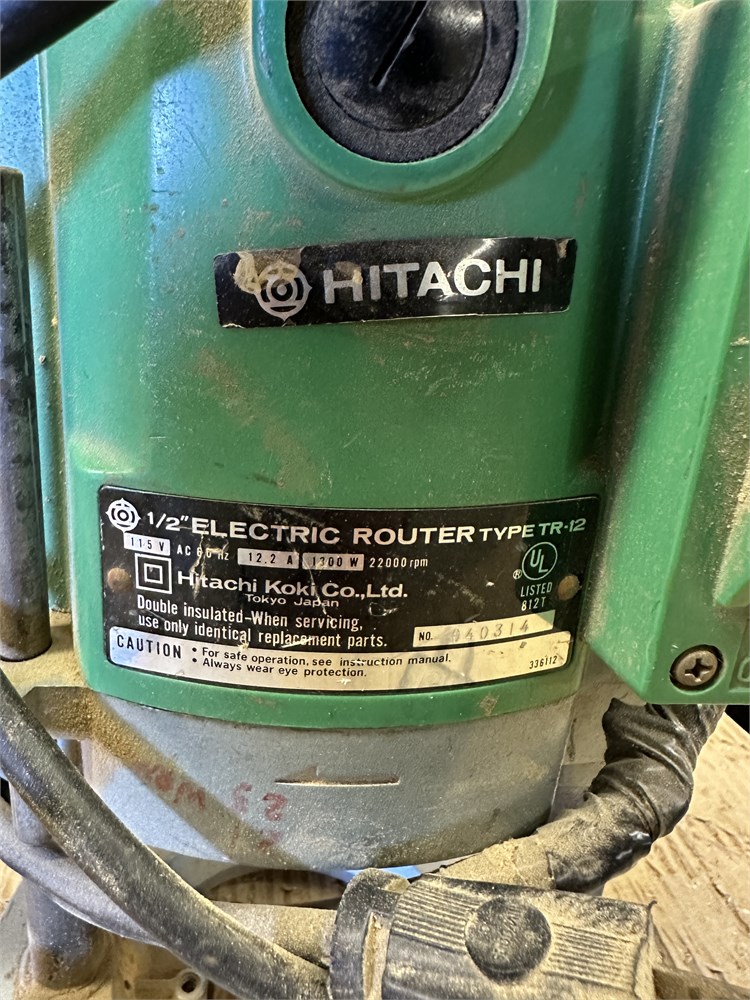 HITACHI
1/2" ELECTRIC ROUTER TYPE TR-12
115 V AC 60 Hz 12.2 A 1300 W 22000rpm
Hitachi Koki Co.,Ltd.
Tokyo Japan
UL
®
LISTED
812T
Double insulated-When servicing,
use only identical replacement parts.
NO. 040314
CAUTION
• For safe operation, see instruction manual.
• Always wear eye protection.
336112